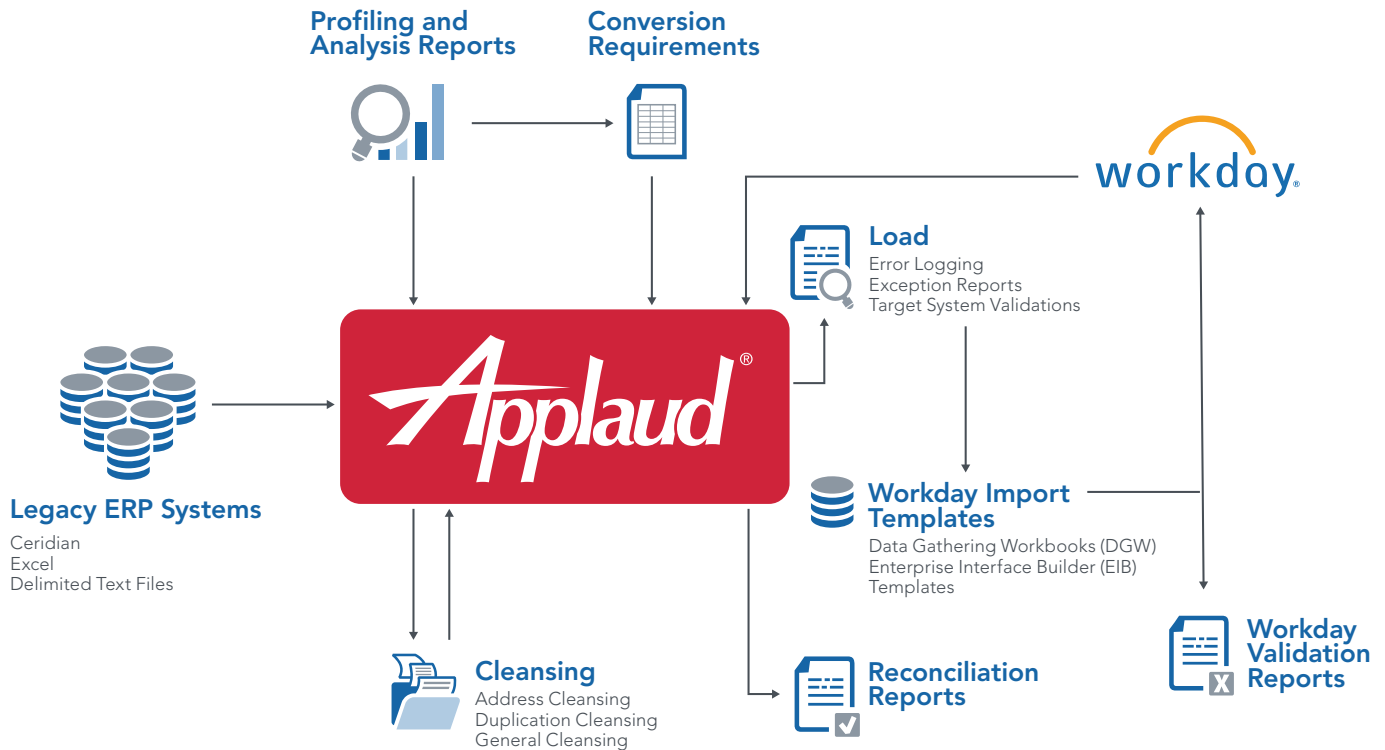 Profiling and
Analysis Reports
Conversion
Requirements
workday®
Load
Error Logging
Exception Reports
Target System Validations
Applaud®
Legacy ERP Systems
Ceridian
Excel
Delimited Text Files
Workday Import
Templates
Data Gathering Workbooks (DGW)
Enterprise Interface Builder (EIB)
Templates
Cleansing
Address Cleansing
Duplication Cleansing
General Cleansing
Reconciliation
Reports
Workday
Validation
Reports
X